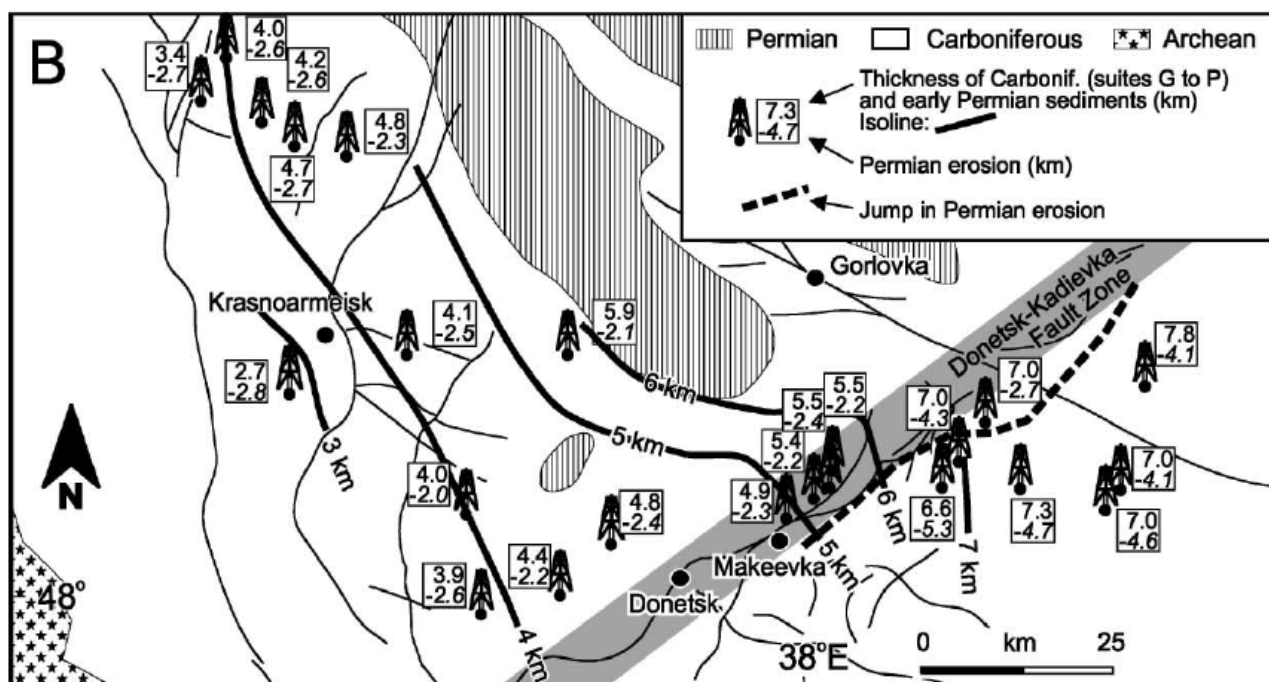 B
Permian
Carboniferous
Archean
Thickness of Carbonif. (suites G to P)
and early Permian sediments (km)
Isoline:
7.3
-4.7
Permian erosion (km)
Jump in Permian erosion
3.4
-2.7
4.0
-2.6
4.2
-2.6
4.7
-2.7
4.8
-2.3
Gorlovka
Krasnoarmeisk
4.1
-2.5
5.9
-2.1
2.7
-2.8
3 km
6 km
5 km
Donetsk-Kadievka
Fault Zone
7.8
-4.1
7.0
-2.7
7.0
-4.3
5.5
-2.2
5.5
-2.4
5.4
-2.2
4.9
-2.3
N
4.0
-2.0
4.8
-2.4
6 km
6.6
-5.3
7 km
7.3
-4.7
7.0
-4.1
7.0
-4.6
Makeevka
5 km
4.4
-2.2
3.9
-2.6
Donetsk
48°
4 km
38°E
0 km 25